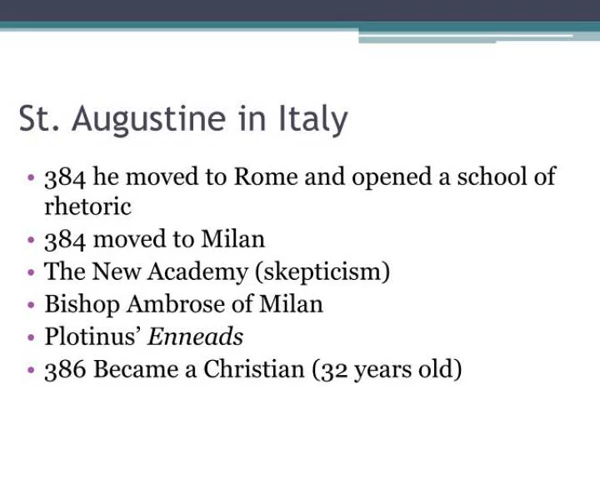 St. Augustine in Italy
• 384 he moved to Rome and opened a school of
rhetoric
• 384 moved to Milan
• The New Academy (skepticism)
• Bishop Ambrose of Milan
• Plotinus’ Enneads
• 386 Became a Christian (32 years old)